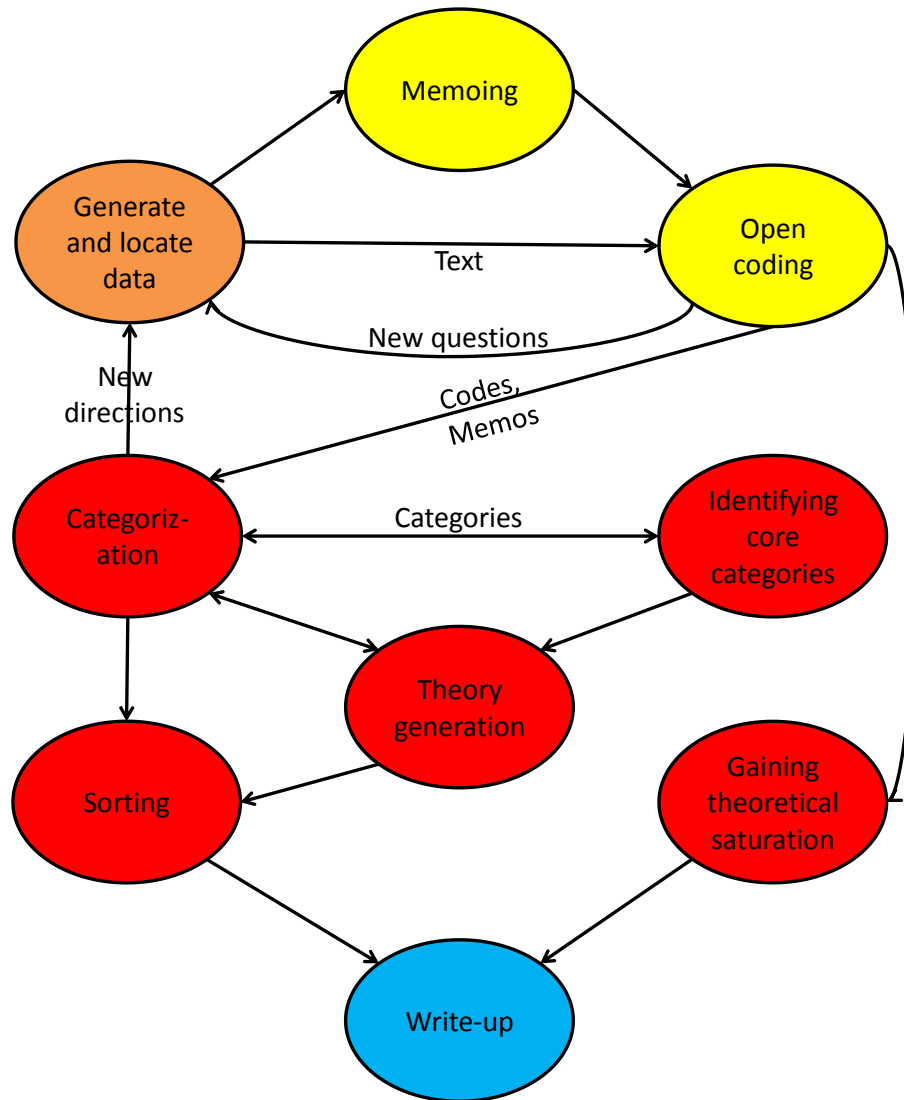 Memoing
Generate
and locate
data
Open
coding
Text
New questions
New
directions
Codes,
Memos
Categoriz-
ation
Categories
Identifying
core
categories
Theory
generation
Sorting
Gaining
theoretical
saturation
Write-up